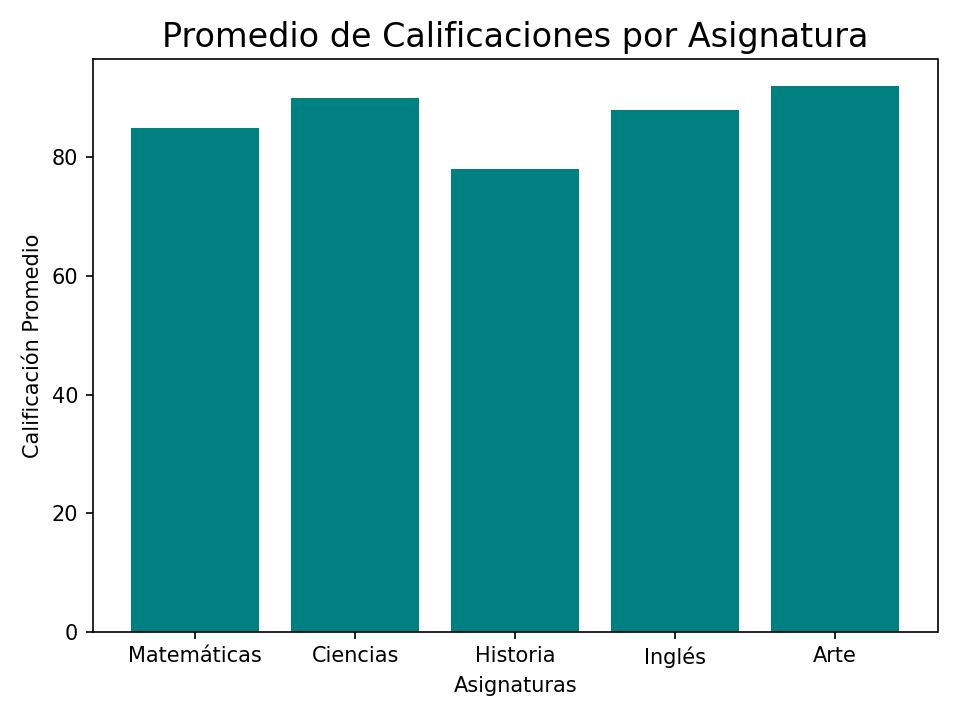 Promedio de Calificaciones por Asignatura
Calificación Promedio
80
60
40
20
0
Matemáticas Ciencias Historia Inglés Arte
Asignaturas